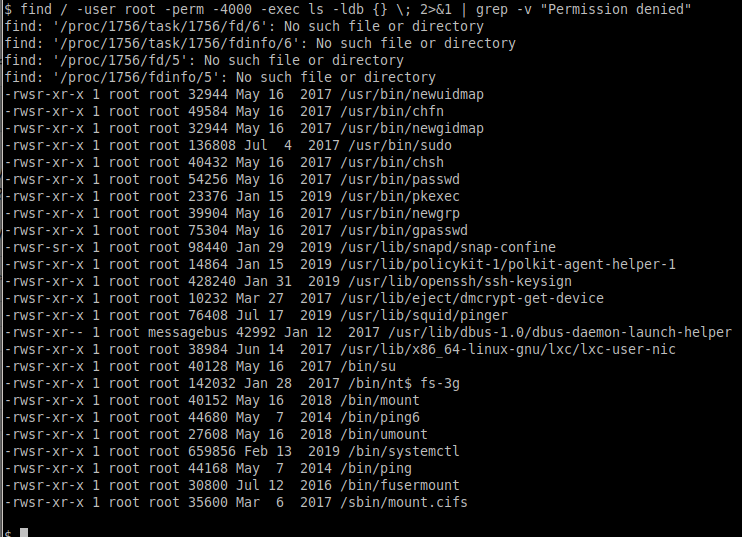 $ find / -user root -perm -4000 -exec ls -ldb {} \; 2>&1 | grep -v "Permission denied"
find: '/proc/1756/task/1756/fd/6': No such file or directory
find: '/proc/1756/task/1756/fdinfo/6': No such file or directory
find: '/proc/1756/fd/5': No such file or directory
find: '/proc/1756/fdinfo/5': No such file or directory
-rwsr-xr-x 1 root root 32944 May 16  2017 /usr/bin/newuidmap
-rwsr-xr-x 1 root root 49584 May 16  2017 /usr/bin/chfn
-rwsr-xr-x 1 root root 32944 May 16  2017 /usr/bin/newgidmap
-rwsr-xr-x 1 root root 136808 Jul  4  2017 /usr/bin/sudo
-rwsr-xr-x 1 root root 40432 May 16  2017 /usr/bin/chsh
-rwsr-xr-x 1 root root 54256 May 16  2017 /usr/bin/passwd
-rwsr-xr-x 1 root root 23376 Jan 15  2019 /usr/bin/pkexec
-rwsr-xr-x 1 root root 39904 May 16  2017 /usr/bin/newgrp
-rwsr-xr-x 1 root root 75304 May 16  2017 /usr/bin/gpasswd
-rwsr-sr-x 1 root root 98440 Jan 29  2019 /usr/lib/snapd/snap-confine
-rwsr-xr-x 1 root root 14864 Jan 15  2019 /usr/lib/policykit-1/polkit-agent-helper-1
-rwsr-xr-x 1 root root 428240 Jan 31  2019 /usr/lib/openssh/ssh-keysign
-rwsr-xr-x 1 root root 10232 Mar 27  2017 /usr/lib/eject/dmcrypt-get-device
-rwsr-xr-x 1 root root 76408 Jul 17  2019 /usr/lib/squid/pinger
-rwsr-xr-- 1 root messagebus 42992 Jan 12  2017 /usr/lib/dbus-1.0/dbus-daemon-launch-helper
-rwsr-xr-x 1 root root 38984 Jun 14  2017 /usr/lib/x86_64-linux-gnu/lxc/lxc-user-nic
-rwsr-xr-x 1 root root 40128 May 16  2017 /bin/su
-rwsr-xr-x 1 root root 142032 Jan 28  2017 /bin/nt$ fs-3g
-rwsr-xr-x 1 root root 40152 May 16  2018 /bin/mount
-rwsr-xr-x 1 root root 44680 May  7  2014 /bin/ping6
-rwsr-xr-x 1 root root 27608 May 16  2018 /bin/umount
-rwsr-xr-x 1 root root 659856 Feb 13  2019 /bin/systemctl
-rwsr-xr-x 1 root root 44168 May  7  2014 /bin/ping
-rwsr-xr-x 1 root root 30800 Jul 12  2016 /bin/fusermount
-rwsr-xr-x 1 root root 35600 Mar  6  2017 /sbin/mount.cifs
$